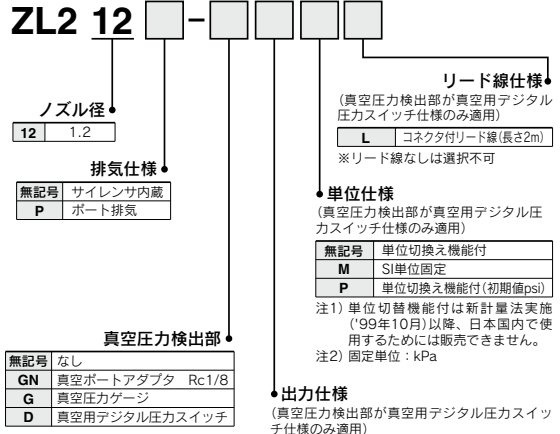 ZL2 12 -
ノズル径
12 1.2
排気仕様
無記号 サイレンサ内蔵
P ポート排気
真空圧力検出部
無記号 なし
GN 真空ポートアダプタ Rc1/8
G 真空圧力ゲージ
D 真空用デジタル圧力スイッチ
リード線仕様
(真空圧力検出部が真空用デジタル
圧力スイッチ仕様のみ適用)
L コネクタ付リード線(長さ2m)
※リード線なしは選択不可
単位仕様
(真空圧力検出部が真空用デジタル圧
力スイッチ仕様のみ適用)
無記号 単位切換え機能付
M SI単位固定
P 単位切換え機能付(初期値psi)
注1) 単位切替機能付は新計量法実施
('99年10月)以降、日本国内で使
用するためには販売できません。
注2) 固定単位:kPa
出力仕様
(真空圧力検出部が真空用デジタル圧力スイッ
チ仕様のみ適用)